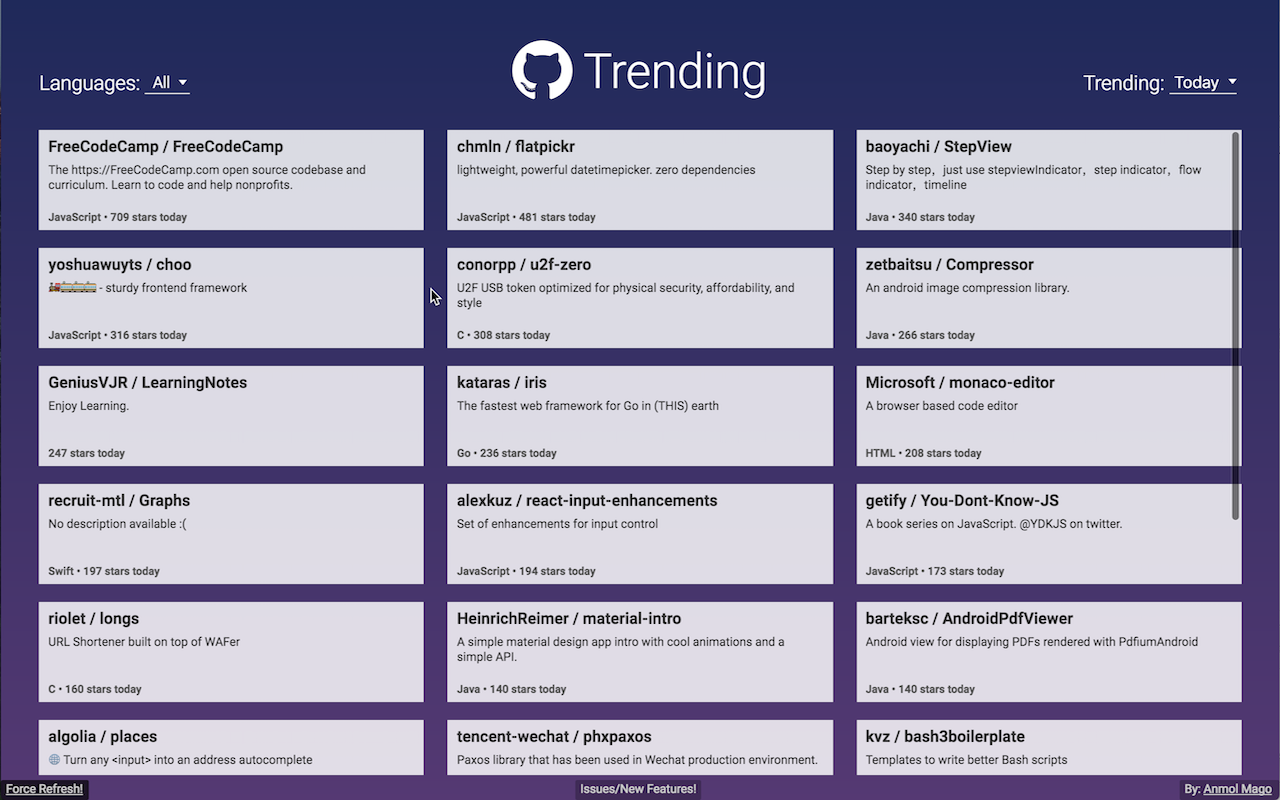 Trending
Languages: All
Trending: Today
FreeCodeCamp / FreeCodeCamp
The https://FreeCodeCamp.com open source codebase and
curriculum. Learn to code and help nonprofits.
JavaScript • 709 stars today
chmln / flatpickr
lightweight, powerful datetimepicker. zero dependencies
JavaScript • 481 stars today
baoyachi / StepView
Step by step，just use stepviewIndicator，step indicator，flow
indicator，timeline
Java • 340 stars today
yoshuawuyts / choo
🚂🚋🚋🚋🚋🚋 - sturdy frontend framework
JavaScript • 316 stars today
conorpp / u2f-zero
U2F USB token optimized for physical security, affordability, and
style
C • 308 stars today
zetbaitsu / Compressor
An android image compression library.
Java • 266 stars today
GeniusVJR / LearningNotes
Enjoy Learning.
247 stars today
kataras / iris
The fastest web framework for Go in (THIS) earth
Go • 236 stars today
Microsoft / monaco-editor
A browser based code editor
HTML • 208 stars today
recruit-mtl / Graphs
No description available :(
Swift • 197 stars today
alexkuz / react-input-enhancements
Set of enhancements for input control
JavaScript • 194 stars today
getify / You-Dont-Know-JS
A book series on JavaScript. @YDKJS on twitter.
JavaScript • 173 stars today
riolet / longs
URL Shortener built on top of WAFer
C • 160 stars today
HeinrichReimer / material-intro
A simple material design app intro with cool animations and a
simple API.
Java • 140 stars today
barteksc / AndroidPdfViewer
Android view for displaying PDFs rendered with PdfiumAndroid
Java • 140 stars today
algolia / places
🌐 Turn any <input> into an address autocomplete
tencent-wechat / phxpaxos
Paxos library that has been used in Wechat production environment.
kvz / bash3boilerplate
Templates to write better Bash scripts
Force Refresh!
Issues/New Features!
By: Anmol Mago